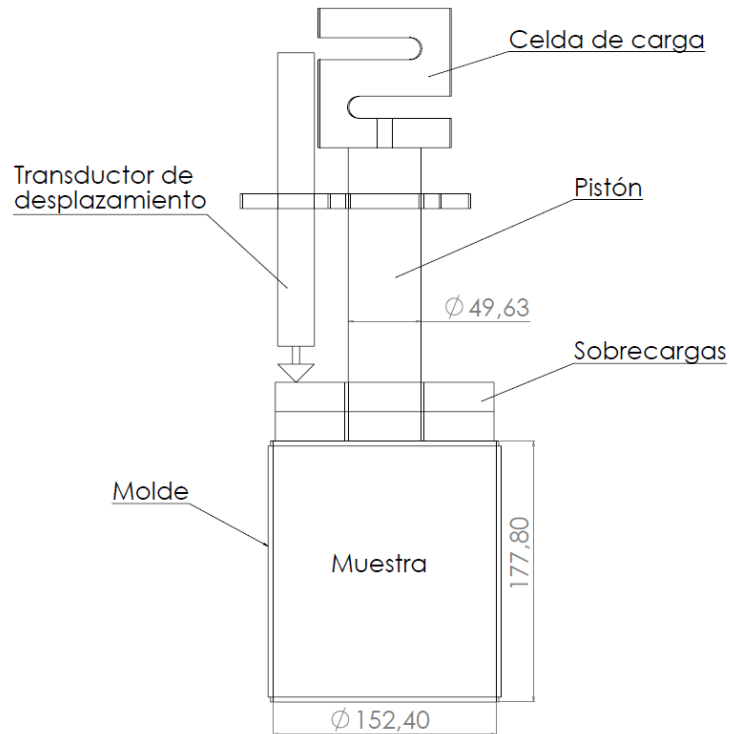 Celda de carga
Transductor de
desplazamiento
Pistón
⌀ 49,63
Sobrecargas
Molde
Muestra
177,80
⌀ 152,40